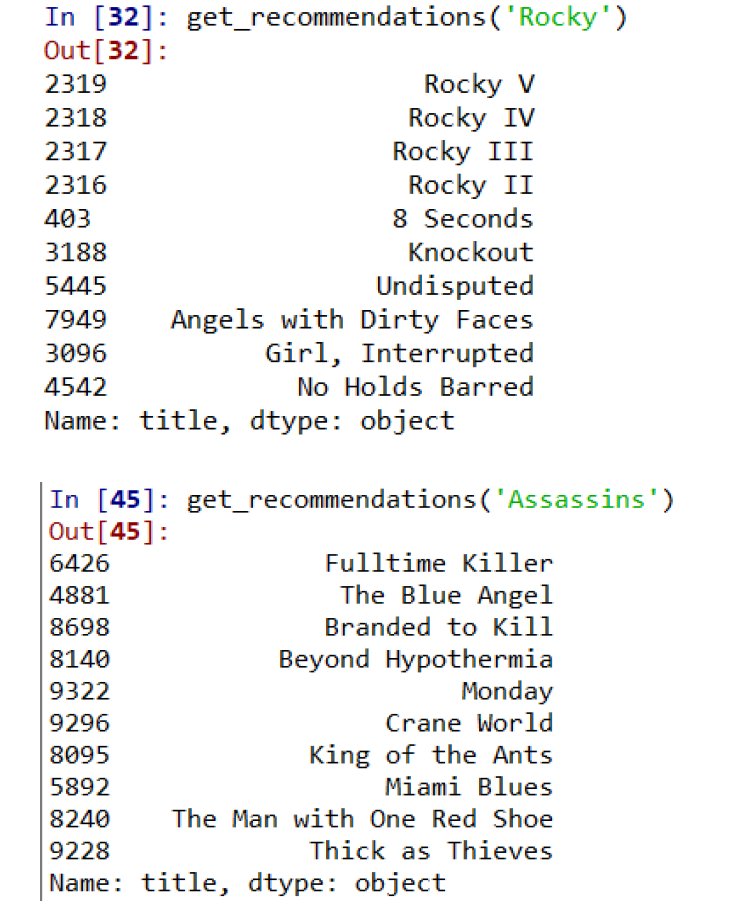 In [32]: get_recommendations('Rocky')
Out[32]:
2319                    Rocky V
2318                   Rocky IV
2317                  Rocky III
2316                   Rocky II
403                   8 Seconds
3188                   Knockout
5445                 Undisputed
7949    Angels with Dirty Faces
3096          Girl, Interrupted
4542            No Holds Barred
Name: title, dtype: object
In [45]: get_recommendations('Assassins')
Out[45]:
6426              Fulltime Killer
4881               The Blue Angel
8698              Branded to Kill
8140           Beyond Hypothermia
9322                       Monday
9296                  Crane World
8095             King of the Ants
5892                  Miami Blues
8240    The Man with One Red Shoe
9228             Thick as Thieves
Name: title, dtype: object